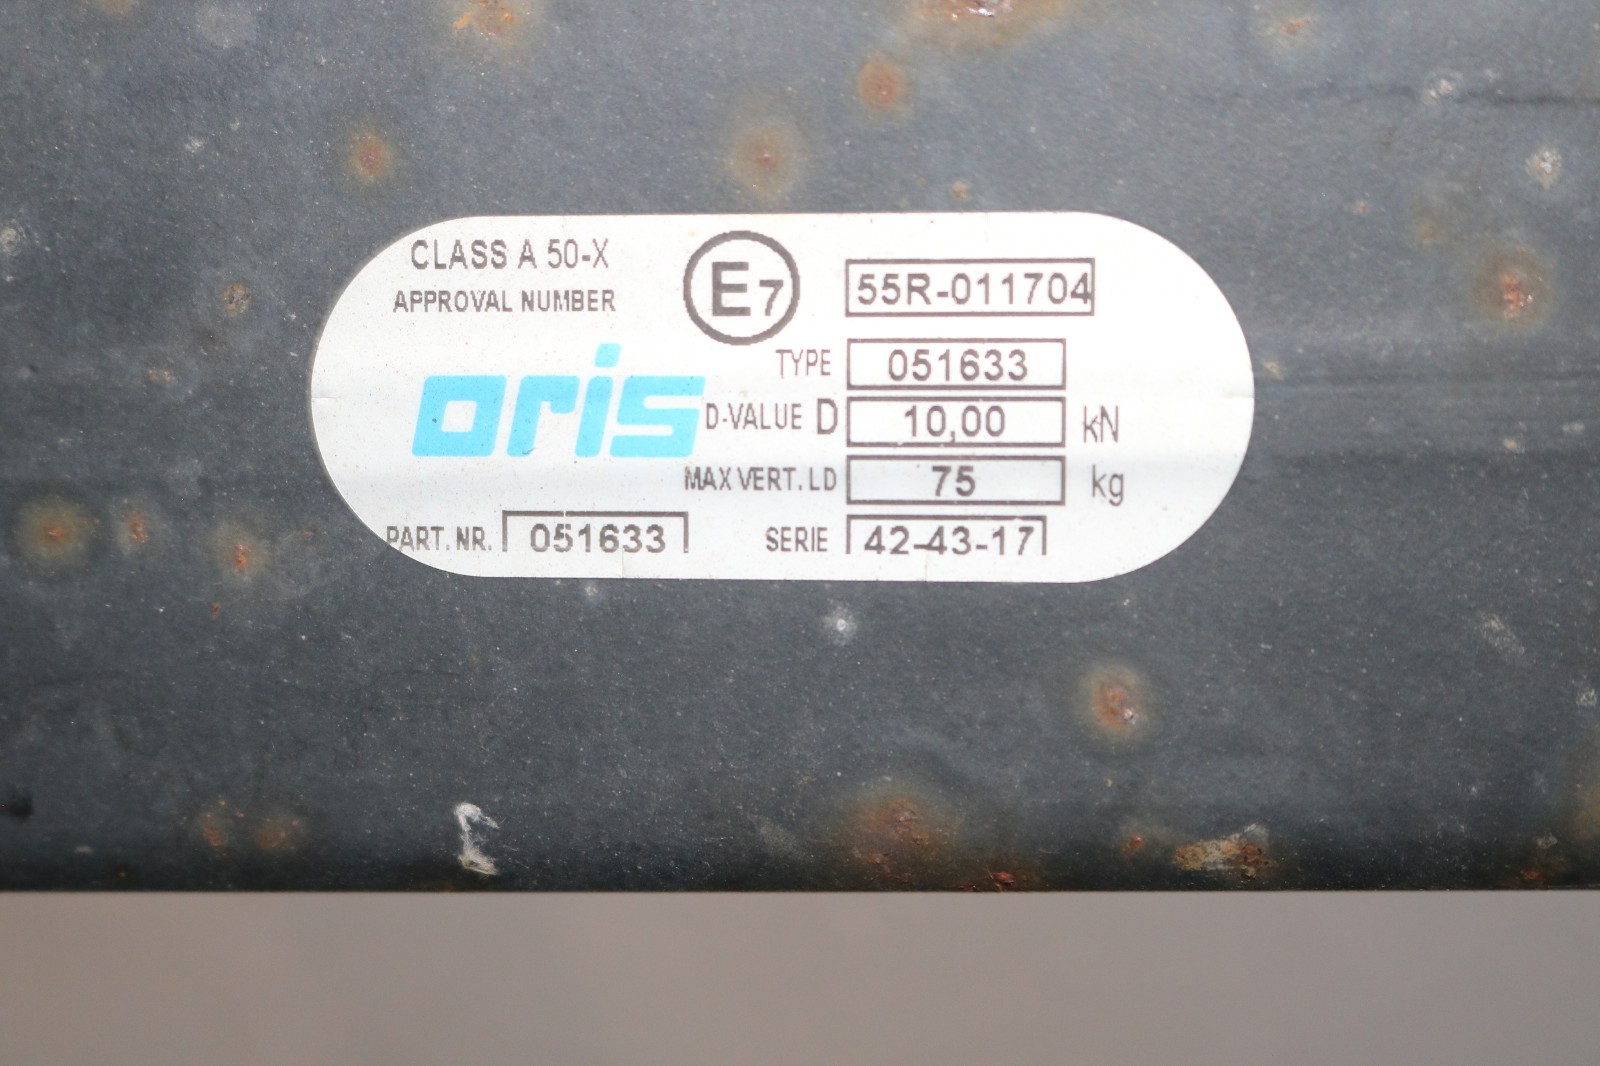 CLASS A 50-X
APPROVAL NUMBER E7 55R-011704
oris
TYPE 051633
D-VALUE D 10,00 kN
MAX VERT. LD 75 kg
PART. NR. 051633 SERIE 42-43-17